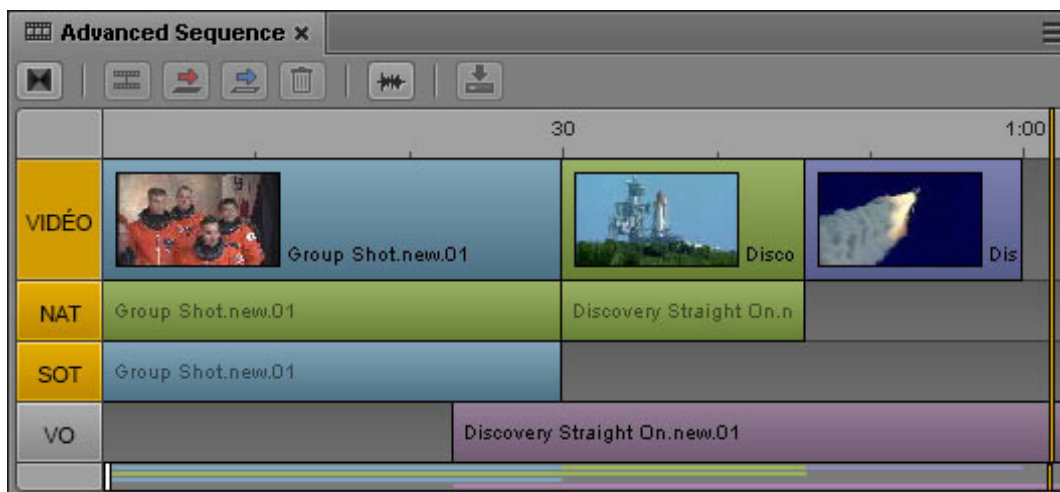 Advanced Sequence ×
30 1:00
VIDÉO Group Shot.new.01 Disco Dis
NAT Group Shot.new.01 Discovery Straight On.n
SOT Group Shot.new.01
VO Discovery Straight On.new.01